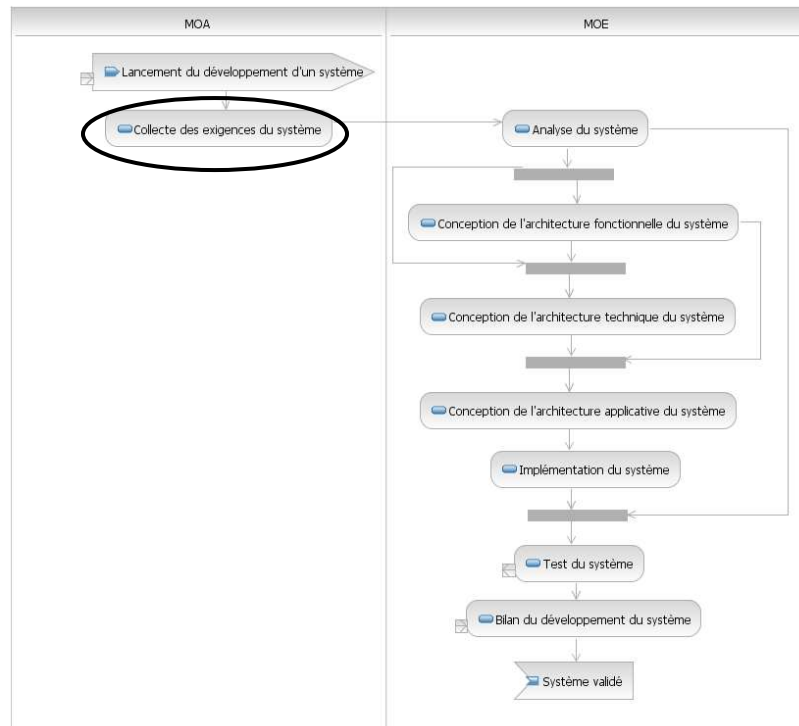 MOA
MOE
Lancement du développement d'un système
Collecte des exigences du système
Analyse du système
Conception de l'architecture fonctionnelle du système
Conception de l'architecture technique du système
Conception de l'architecture applicative du système
Implémentation du système
Test du système
Bilan du développement du système
Système validé